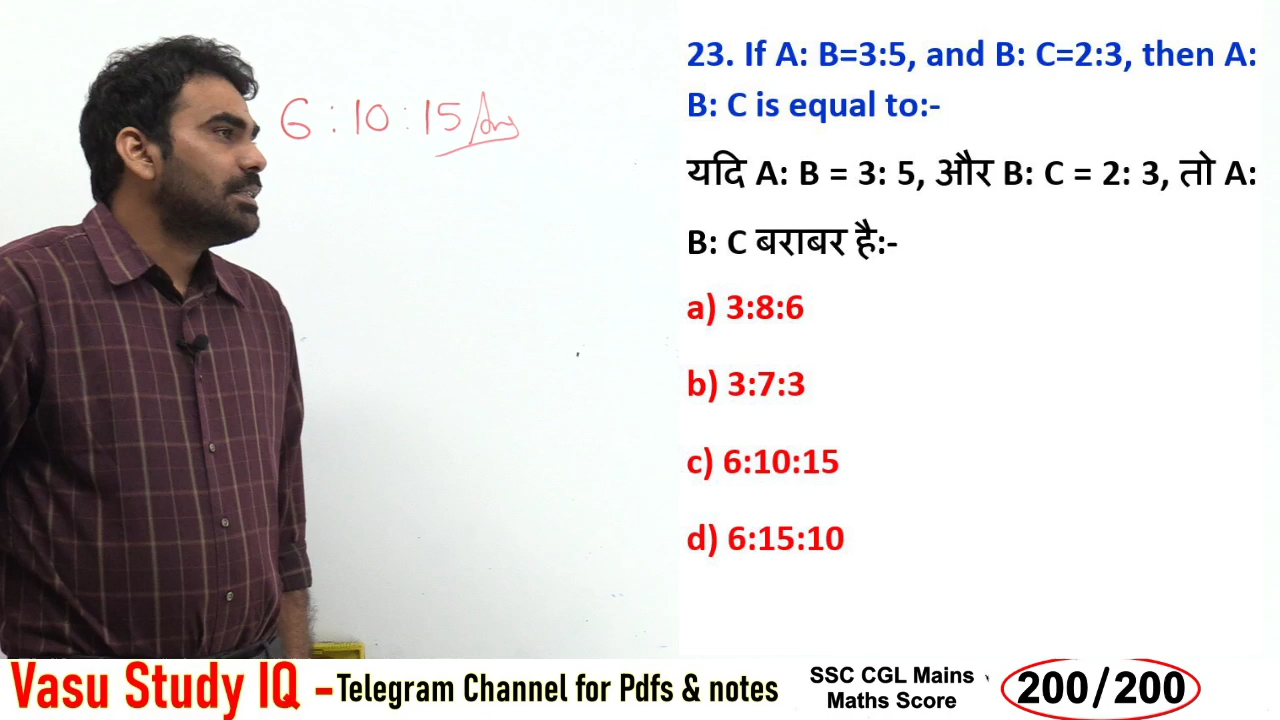 6:10:15 Ans
23. If A: B=3:5, and B: C=2:3, then A:
B: C is equal to:-
यदि A: B = 3: 5, और B: C = 2: 3, तो A:
B: C बराबर है:-
a) 3:8:6
b) 3:7:3
c) 6:10:15
d) 6:15:10
Vasu Study IQ -Telegram Channel for Pdfs & notes
SSC CGL Mains
Maths Score
200/200